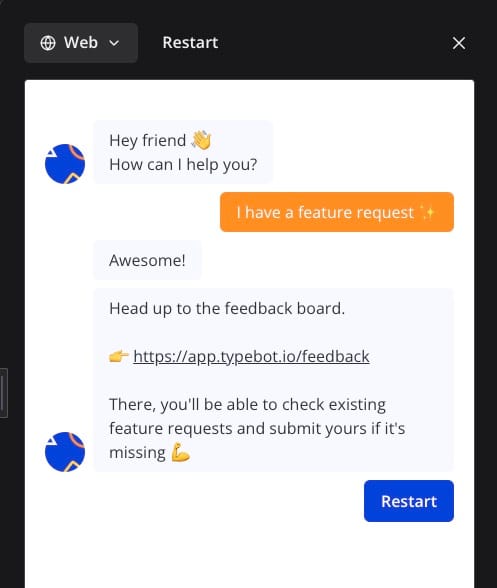 Web
Restart
Hey friend 👋
How can I help you?
I have a feature request ✨
Awesome!
Head up to the feedback board.
👉 https://app.typebot.io/feedback
There, you'll be able to check existing
feature requests and submit yours if it's
missing 💪
Restart